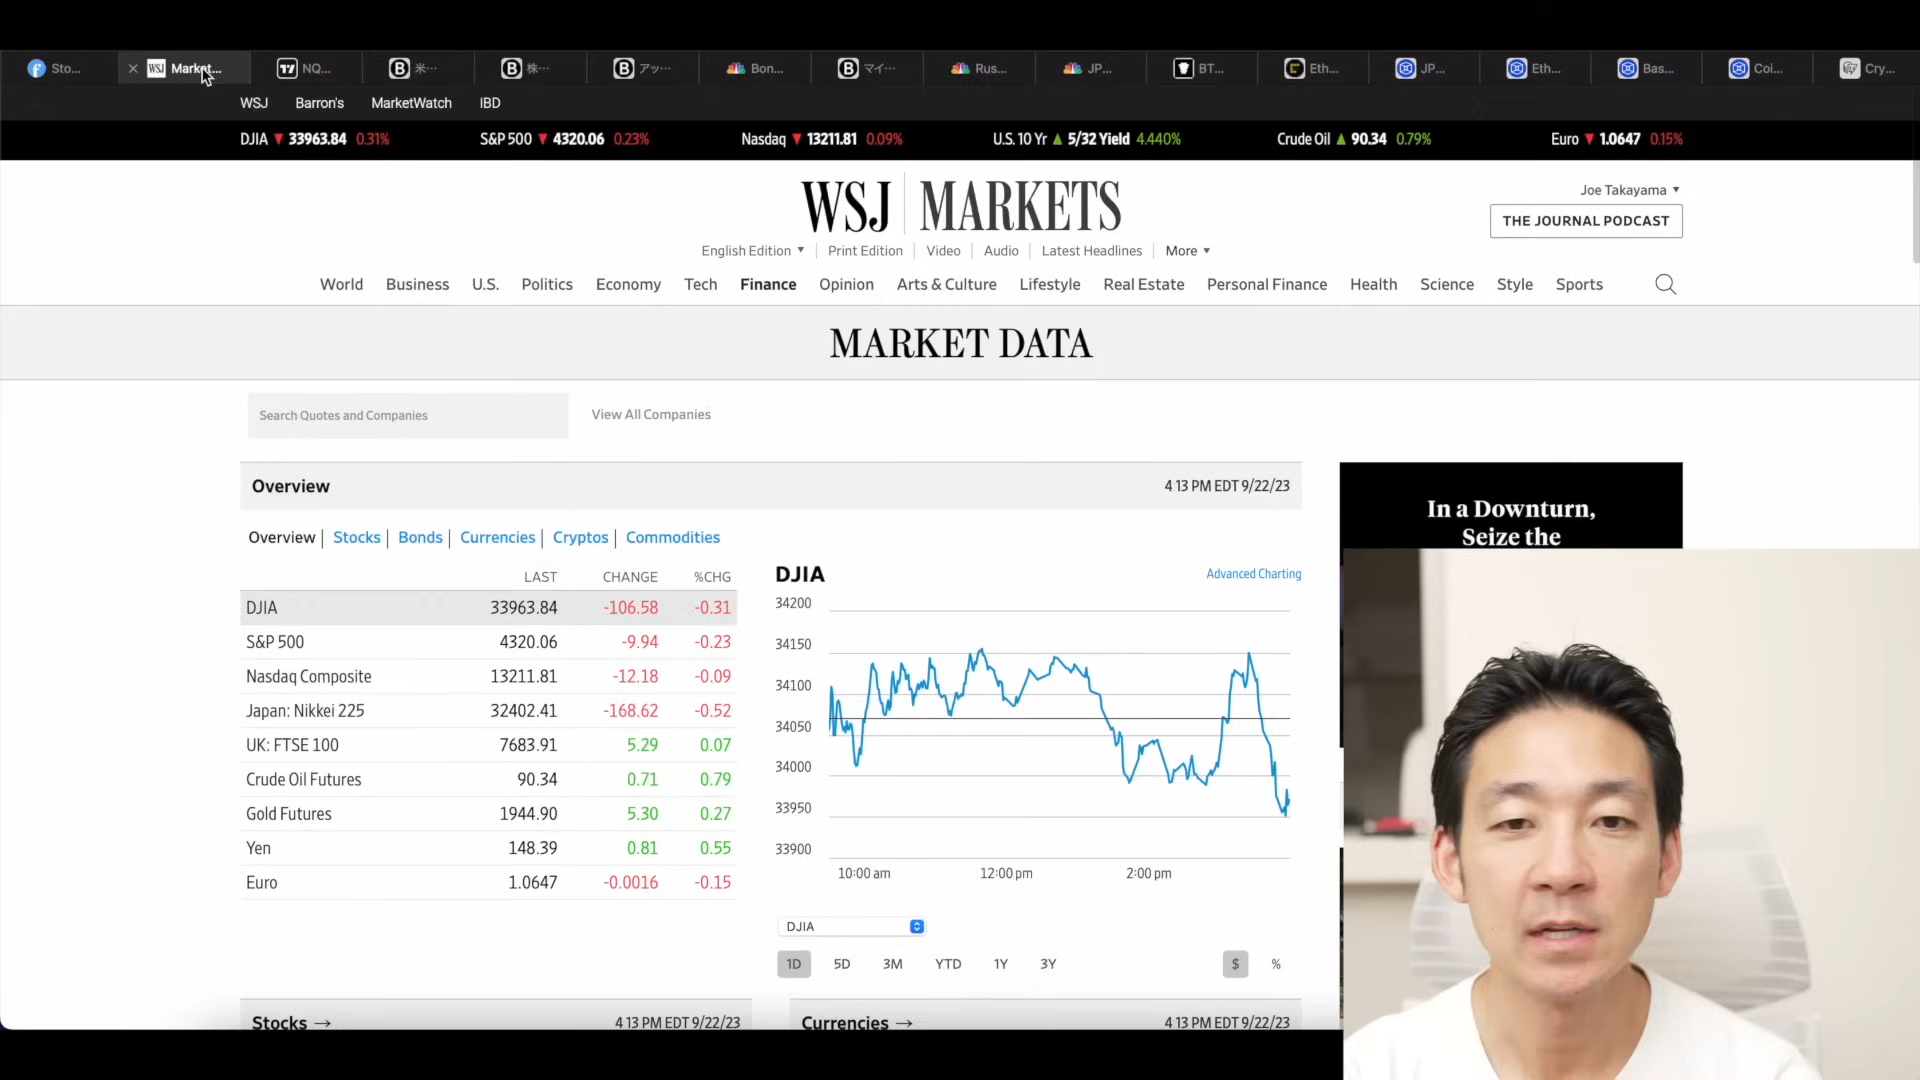 Sto...
Market...
NQ...
米…
株…
アッ…
Bon...
マイ…
Rus...
JP...
BT...
Eth...
JP...
Eth...
Bas...
Coi...
Cry...
WSJ Barron's MarketWatch IBD
DJIA ▼ 33963.84 0.31%
S&P 500 ▼ 4320.06 0.23%
Nasdaq ▼ 13211.81 0.09%
U.S. 10 Yr ▲ 5/32 Yield 4.440%
Crude Oil ▲ 90.34 0.79%
Euro ▼ 1.0647 0.15%
WSJ | MARKETS
Joe Takayama ▼
THE JOURNAL PODCAST
English Edition ▼ | Print Edition | Video | Audio | Latest Headlines | More ▼
World Business U.S. Politics Economy Tech Finance Opinion Arts & Culture Lifestyle Real Estate Personal Finance Health Science Style Sports
MARKET DATA
Search Quotes and Companies
View All Companies
Overview
4:13 PM EDT 9/22/23
Overview | Stocks | Bonds | Currencies | Cryptos | Commodities
LAST CHANGE %CHG
DJIA 33963.84 -106.58 -0.31
S&P 500 4320.06 -9.94 -0.23
Nasdaq Composite 13211.81 -12.18 -0.09
Japan: Nikkei 225 32402.41 -168.62 -0.52
UK: FTSE 100 7683.91 5.29 0.07
Crude Oil Futures 90.34 0.71 0.79
Gold Futures 1944.90 5.30 0.27
Yen 148.39 0.81 0.55
Euro 1.0647 -0.0016 -0.15
DJIA
Advanced Charting
34200
34150
34100
34050
34000
33950
33900
10:00 am 12:00 pm 2:00 pm
DJIA
1D 5D 3M YTD 1Y 3Y
$ %
In a Downturn,
Seize the
Stocks →
4:13 PM EDT 9/22/23
Currencies →
4:13 PM EDT 9/22/23